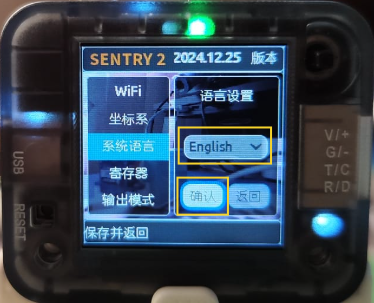 SENTRY 2 2024.12.25 版本
WiFi
坐标系
系统语言
寄存器
输出模式
语言设置
English
确认 返回
保存并返回
USB
RESET
V/+
G/-
T/C
R/D